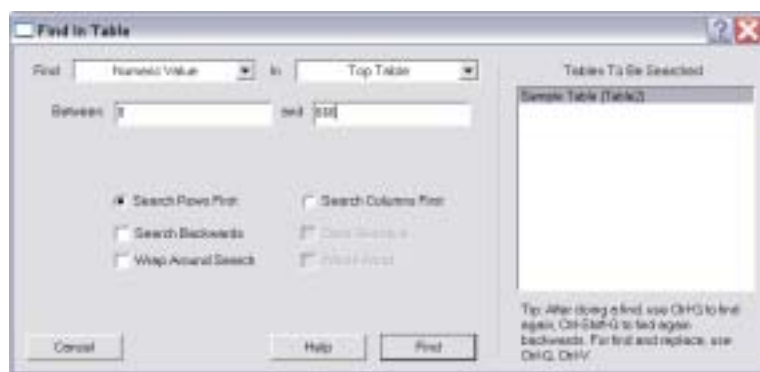 Find In Table
Find Numeric Value In Top Table
Between and
Search Rows First Search Columns First
Search Backwards
Wrap Around Search
Cancel Help Find
Tables To Be Searched
Sample Table (Table2)
Tip: After doing a find, use Ctrl-G to find
again, Ctrl-Shift-G to find again
backwards. For find and replace, use
Ctrl-Q, Ctrl-V.